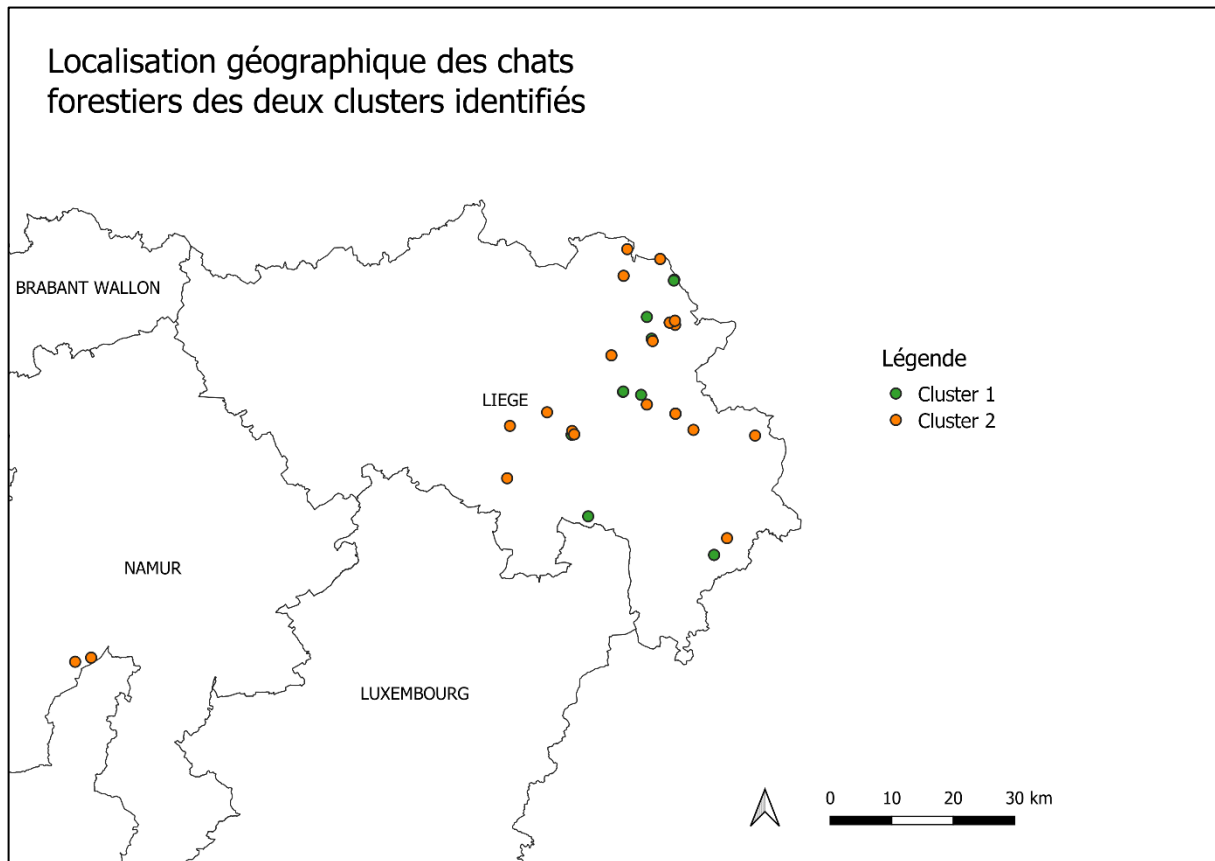 Localisation géographique des chats
forestiers des deux clusters identifiés
BRABANT WALLON
Légende
Cluster 1
LIEGE
Cluster 2
NAMUR
LUXEMBOURG
0 10 20 30 km